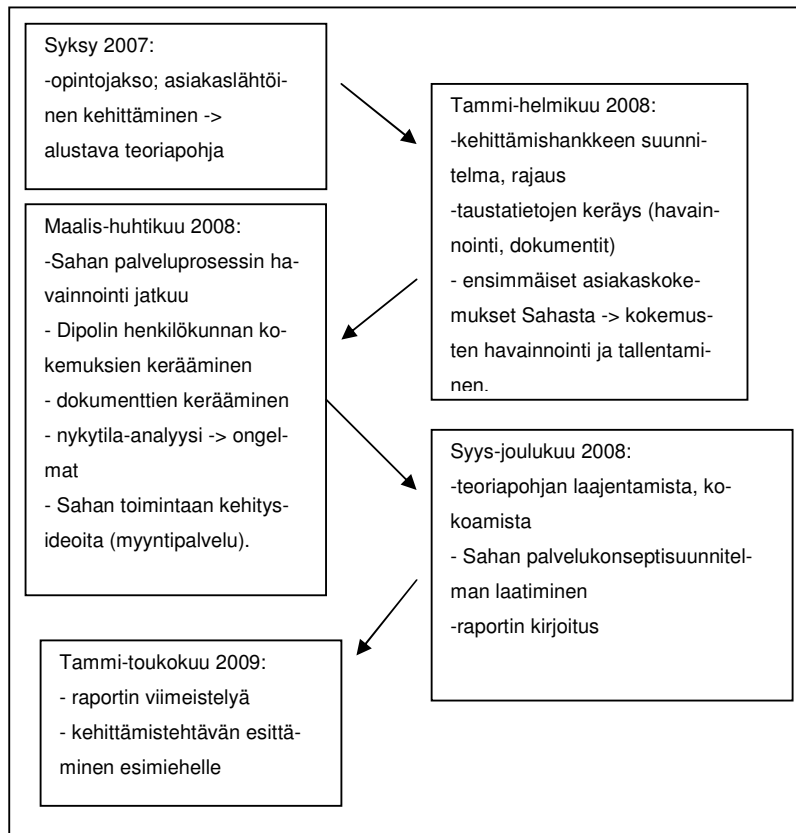 Syksy 2007:
-opintojakso; asiakaslähtöi-
nen kehittäminen ->
alustava teoriapohja
Tammi-helmikuu 2008:
-kehittämishankkeen suunni-
telma, rajaus
-taustatietojen keräys (havain-
nointi, dokumentit)
- ensimmäiset asiakaskoke-
mukset Sahasta -> kokemus-
ten havainnointi ja tallentami-
nen.
Maalis-huhtikuu 2008:
-Sahan palveluprosessin ha-
vainnointi jatkuu
- Dipolin henkilökunnan ko-
kemuksien kerääminen
- dokumenttien kerääminen
- nykytila-analyysi -> ongel-
mat
- Sahan toimintaan kehitys-
ideoita (myyntipalvelu).
Syys-joulukuu 2008:
-teoriapohjan laajentamista, ko-
koamista
- Sahan palvelukonseptisuunnitel-
man laatiminen
-raportin kirjoitus
Tammi-toukokuu 2009:
- raportin viimeistelyä
- kehittämistehtävän esittä-
minen esimiehelle